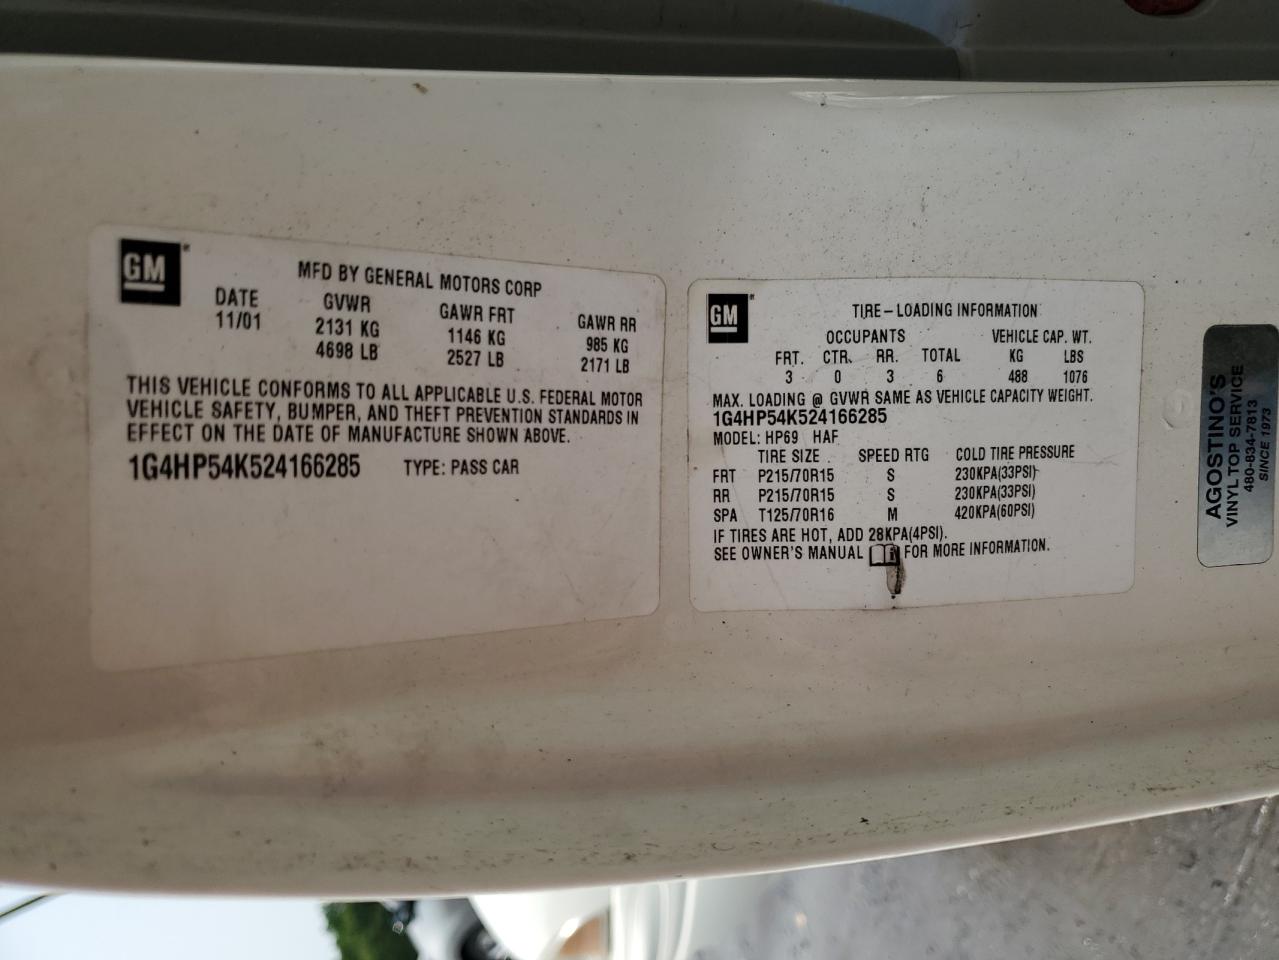 GM
MFD BY GENERAL MOTORS CORP
DATE GVWR GAWR FRT GAWR RR
11/01 2131 KG 1146 KG 985 KG
4698 LB 2527 LB 2171 LB
THIS VEHICLE CONFORMS TO ALL APPLICABLE U.S. FEDERAL MOTOR
VEHICLE SAFETY, BUMPER, AND THEFT PREVENTION STANDARDS IN
EFFECT ON THE DATE OF MANUFACTURE SHOWN ABOVE.
1G4HP54K524166285 TYPE: PASS CAR
GM
TIRE-LOADING INFORMATION
OCCUPANTS VEHICLE CAP. WT.
FRT. CTR. RR. TOTAL KG LBS
3 0 3 6 488 1076
MAX. LOADING @ GVWR SAME AS VEHICLE CAPACITY WEIGHT.
1G4HP54K524166285
MODEL: HP69 HAF
TIRE SIZE SPEED RTG COLD TIRE PRESSURE
FRT P215/70R15 S 230KPA(33PSI)
RR P215/70R15 S 230KPA(33PSI)
SPA T125/70R16 M 420KPA(60PSI)
IF TIRES ARE HOT, ADD 28KPA(4PSI).
SEE OWNER'S MANUAL FOR MORE INFORMATION.
AGOSTINO'S
VINYL TOP SERVICE
480-834-7813
SINCE 1973